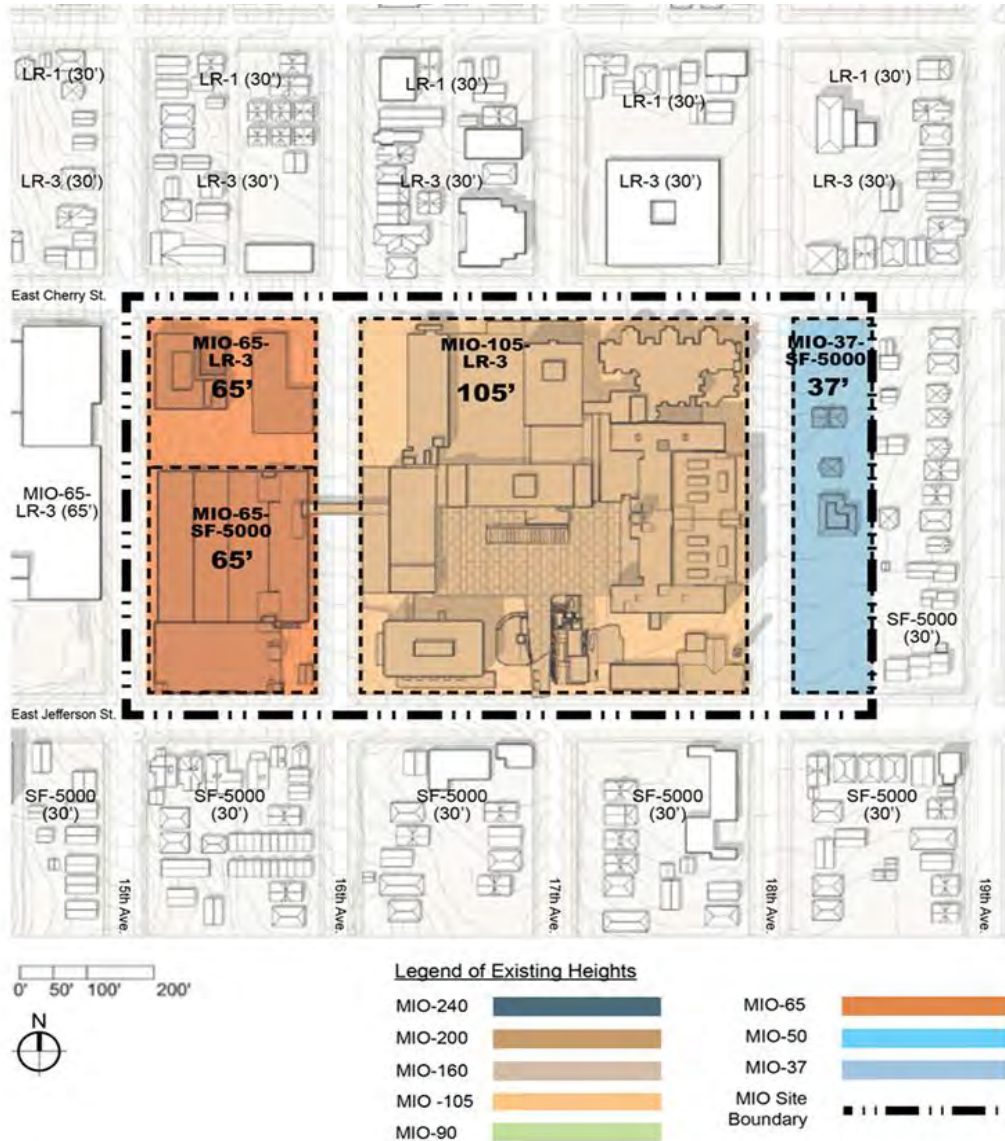 LR-1 (30')
LR-1 (30')
LR-1 (30')
LR-1 (30')
LR-1 (30')
LR-3 (30')
LR-3 (30')
LR-3 (30')
LR-3 (30')
LR-3 (30')
East Cherry St.
MIO-65-
LR-3
65'
MIO-105-
LR-3
105'
MIO-37-
SF-5000
37'
MIO-65-
LR-3 (65')
MIO-65-
SF-5000
65'
SF-5000
(30')
East Jefferson St.
SF-5000
(30')
SF-5000
(30')
SF-5000
(30')
SF-5000
(30')
SF-5000
(30')
15th Ave.
16th Ave.
17th Ave.
18th Ave.
19th Ave.
0' 50' 100' 200'
N
Legend of Existing Heights
MIO-240
MIO-200
MIO-160
MIO -105
MIO-90
MIO-65
MIO-50
MIO-37
MIO Site
Boundary